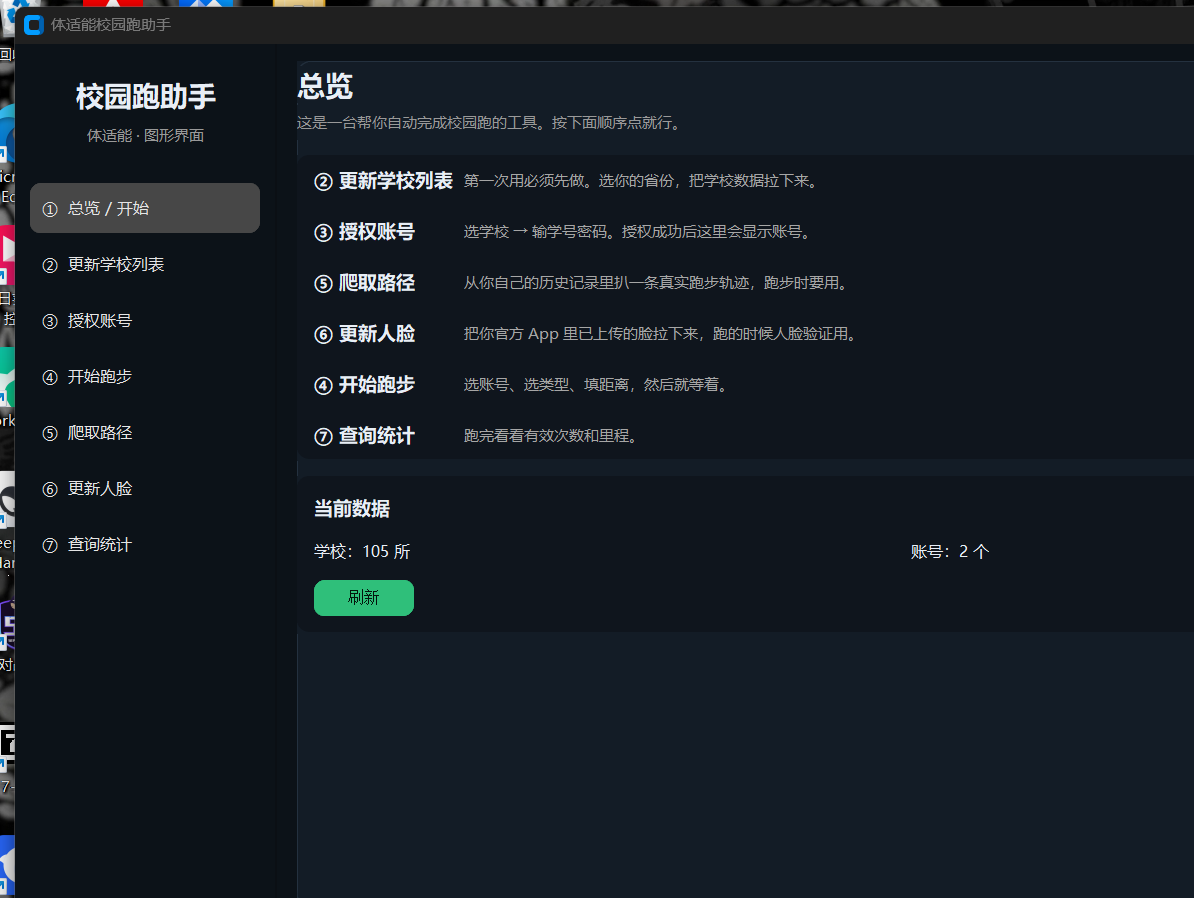 体适能校园跑助手
校园跑助手
体适能 · 图形界面
① 总览 / 开始
② 更新学校列表
③ 授权账号
④ 开始跑步
⑤ 爬取路径
⑥ 更新人脸
⑦ 查询统计
总览
这是一台帮你自动完成校园跑的工具。按下面顺序点就行。
② 更新学校列表 第一次用必须先做。选你的省份，把学校数据拉下来。
③ 授权账号 选学校 → 输学号密码。授权成功后这里会显示账号。
⑤ 爬取路径 从你自己的历史记录里扒一条真实跑步轨迹，跑步时要用。
⑥ 更新人脸 把你官方 App 里已上传的脸拉下来，跑的时候人脸验证用。
④ 开始跑步 选账号、选类型、填距离，然后就等着。
⑦ 查询统计 跑完看看有效次数和里程。
当前数据
学校：105 所 账号：2 个
刷新